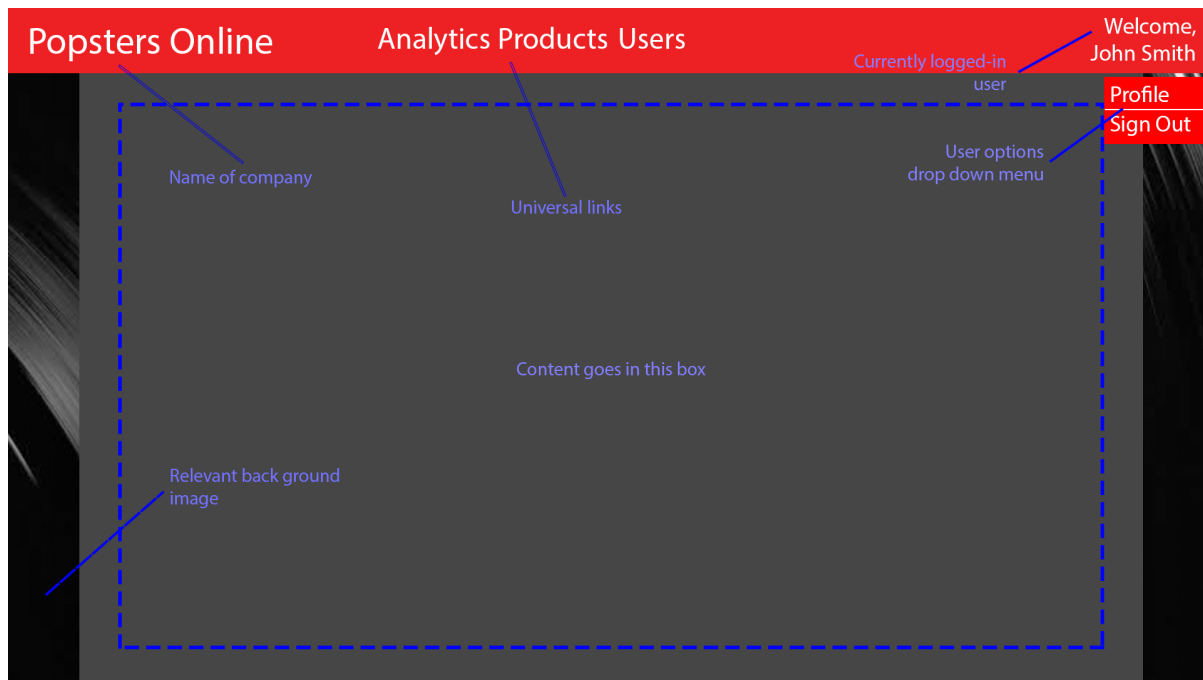 Popsters Online
Analytics Products Users
Welcome,
John Smith
Currently logged-in
user
Profile
Sign Out
User options
drop down menu
Name of company
Universal links
Content goes in this box
Relevant back ground
image